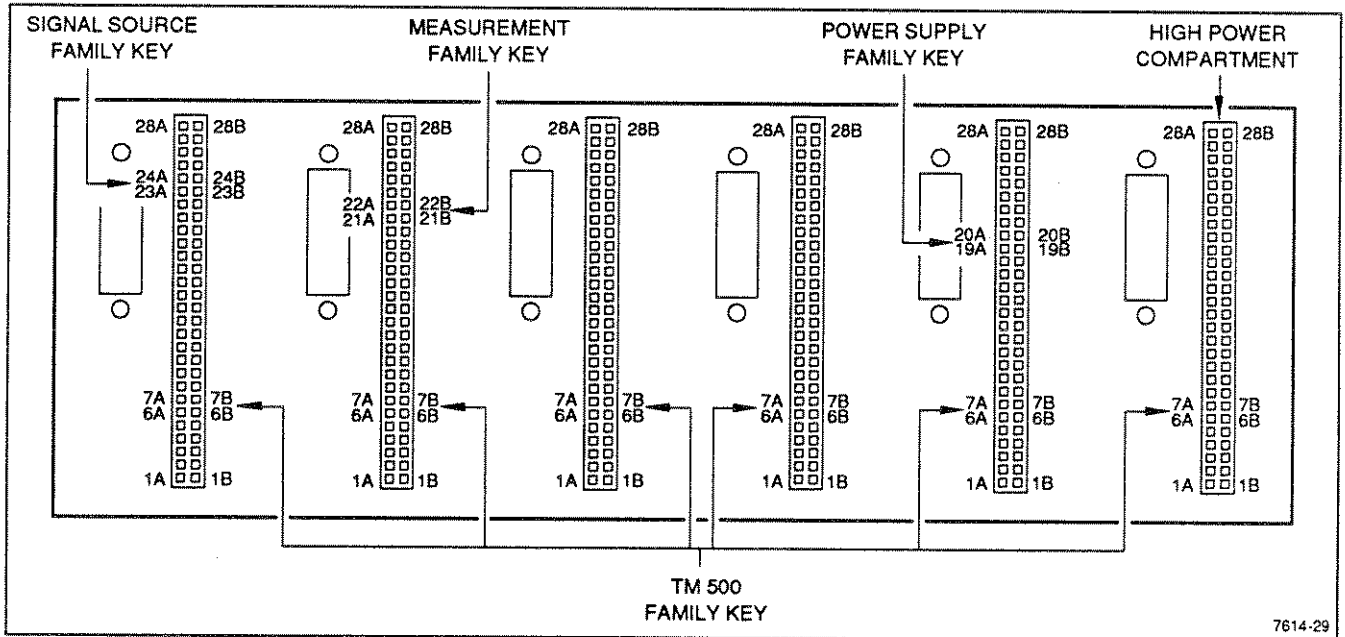 SIGNAL SOURCE
FAMILY KEY
MEASUREMENT
FAMILY KEY
POWER SUPPLY
FAMILY KEY
HIGH POWER
COMPARTMENT
28A 28B 28A 28B 28A 28B 28A 28B 28A 28B 28A 28B
24A 24B
23A 23B
22A 22B
21A 21B
20A 20B
19A 19B
7A 7B 7A 7B 7A 7B 7A 7B 7A 7B 7A 7B
6A 6B 6A 6B 6A 6B 6A 6B 6A 6B 6A 6B
1A 1B 1A 1B 1A 1B 1A 1B 1A 1B 1A 1B
TM 500
FAMILY KEY
7614-29